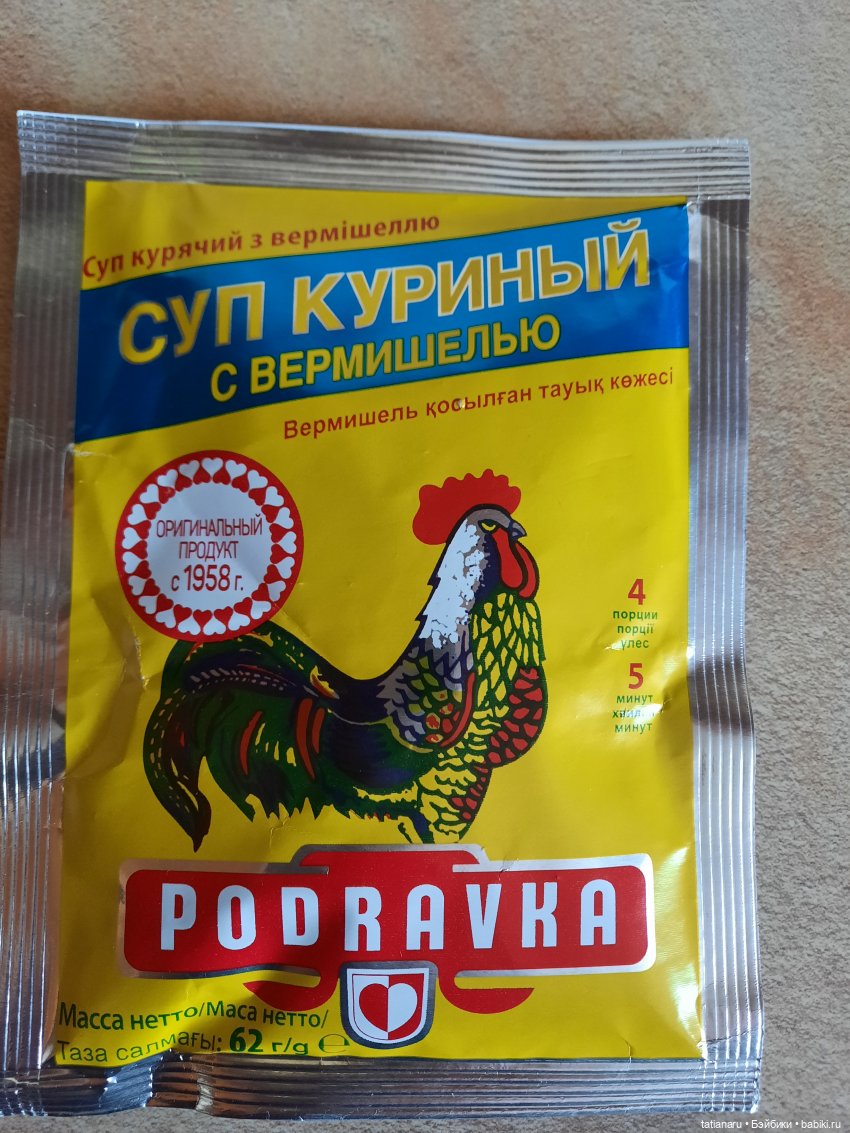 Суп курячий з вермішеллю
СУП КУРИНЫЙ
С ВЕРМИШЕЛЬЮ
Вермишель қосылған тауық көжесі
ОРИГИНАЛЬНЫЙ
ПРОДУКТ
с 1958 г.
4
порции
порції
үлес
5
минут
минут
PODRAVKA
Масса нетто/Маса нетто/
Таза салмағы: 62 г/g ℮
tatianaru • Бэйбики • babiki.ru